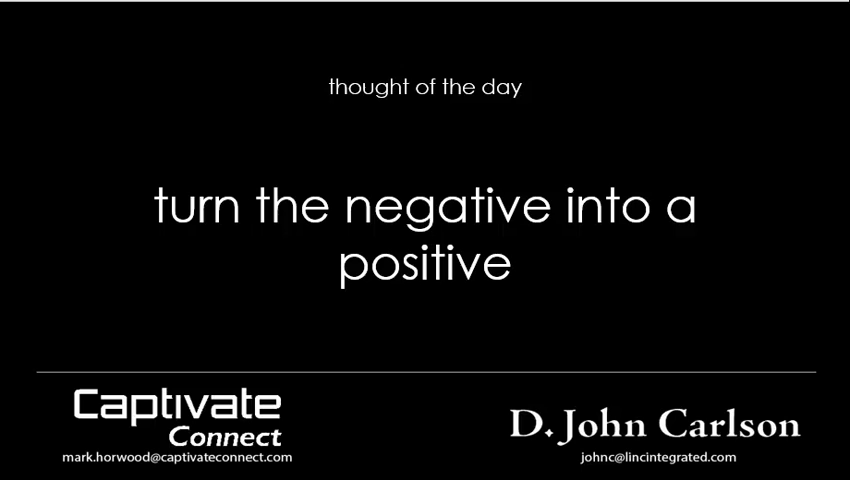 thought of the day
turn the negative into a
positive
Captivate
Connect
mark.horwood@captivateconnect.com
D. John Carlson
johnc@lincintegrated.com